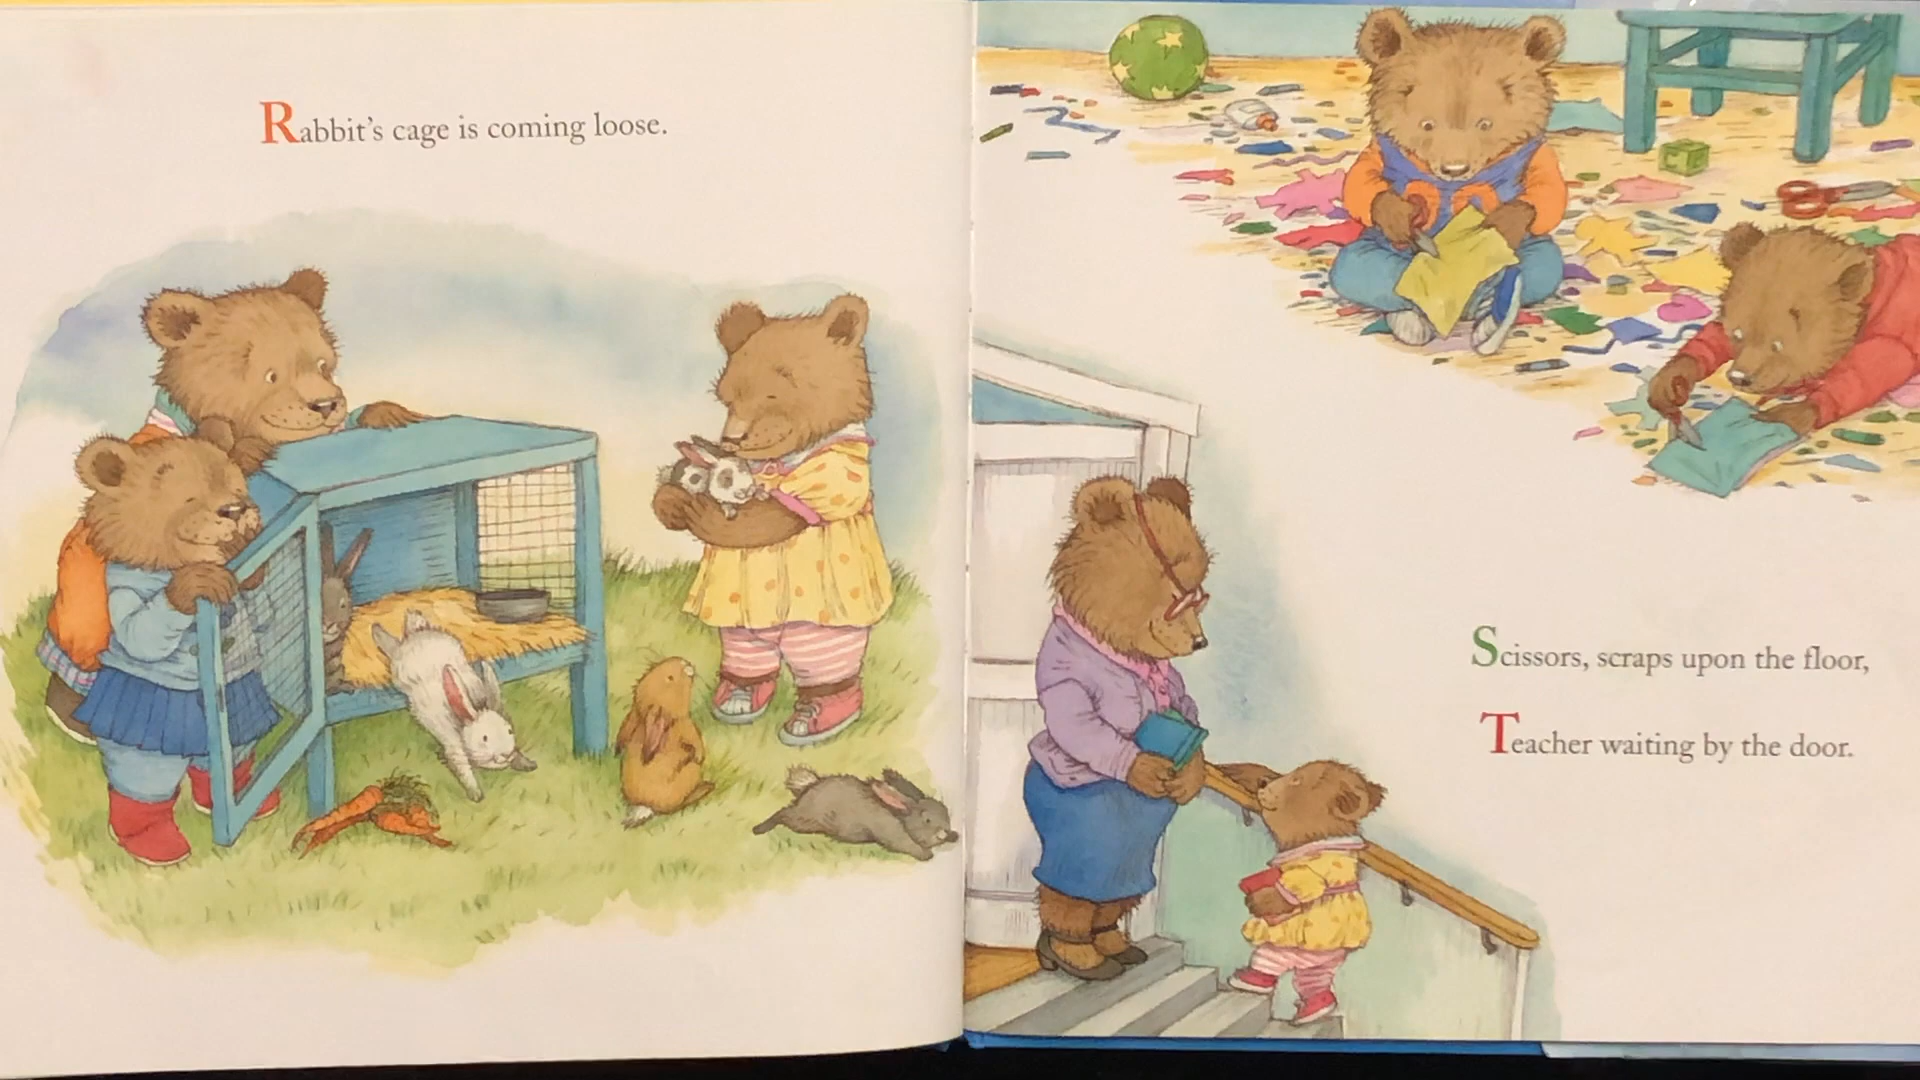 Rabbit's cage is coming loose.
Scissors, scraps upon the floor,
Teacher waiting by the door.